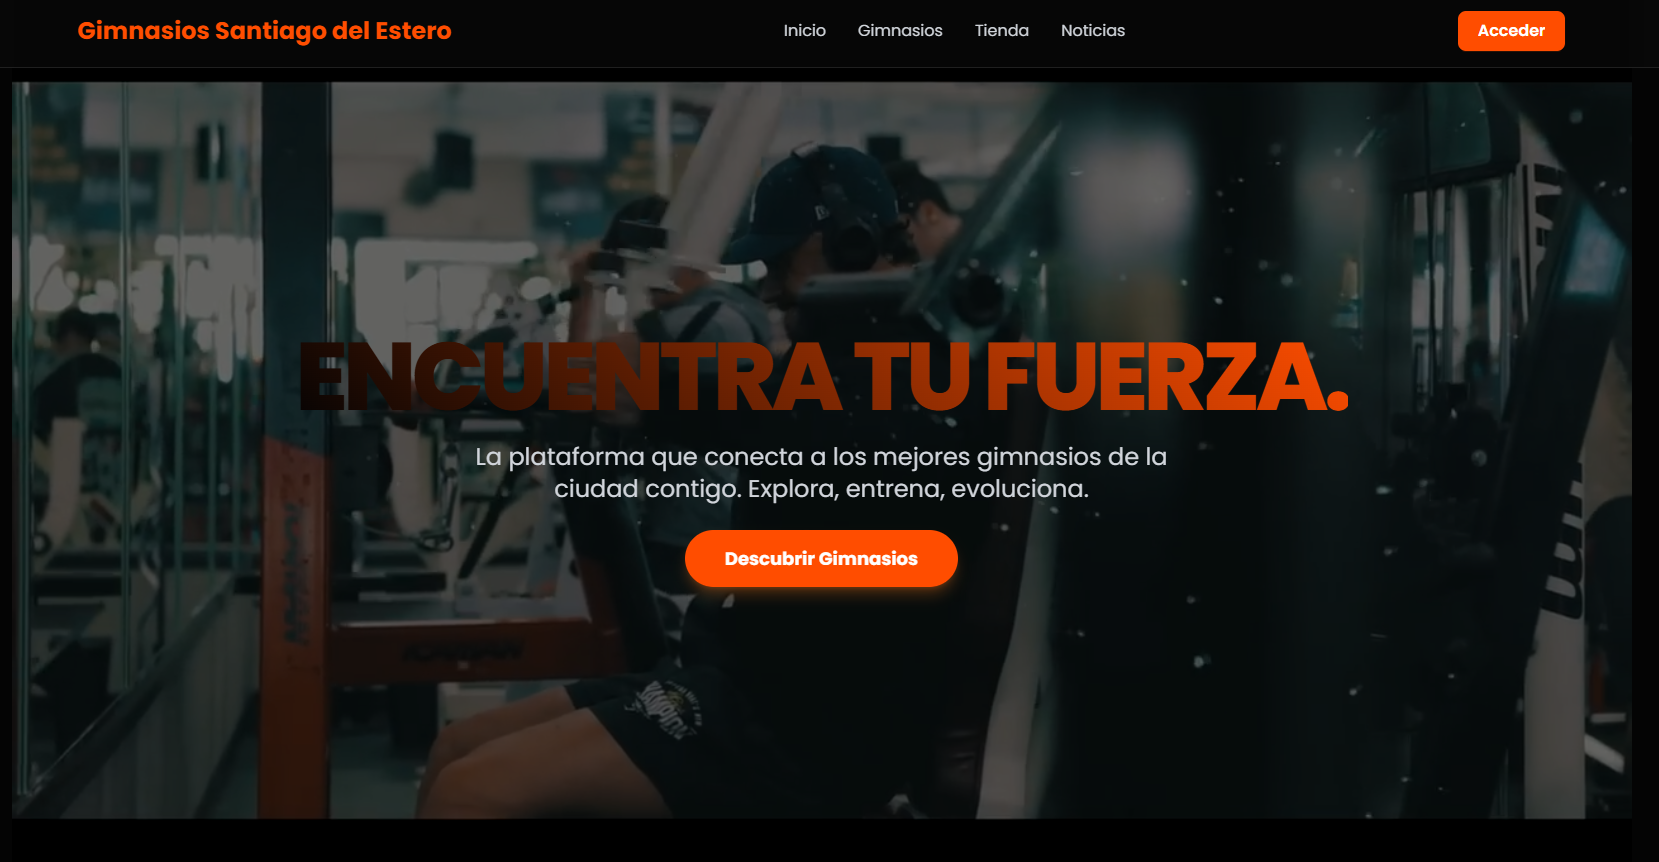 Gimnasios Santiago del Estero
Inicio
Gimnasios
Tienda
Noticias
Acceder
ENCUENTRA TU FUERZA.
La plataforma que conecta a los mejores gimnasios de la
ciudad contigo. Explora, entrena, evoluciona.
Descubrir Gimnasios